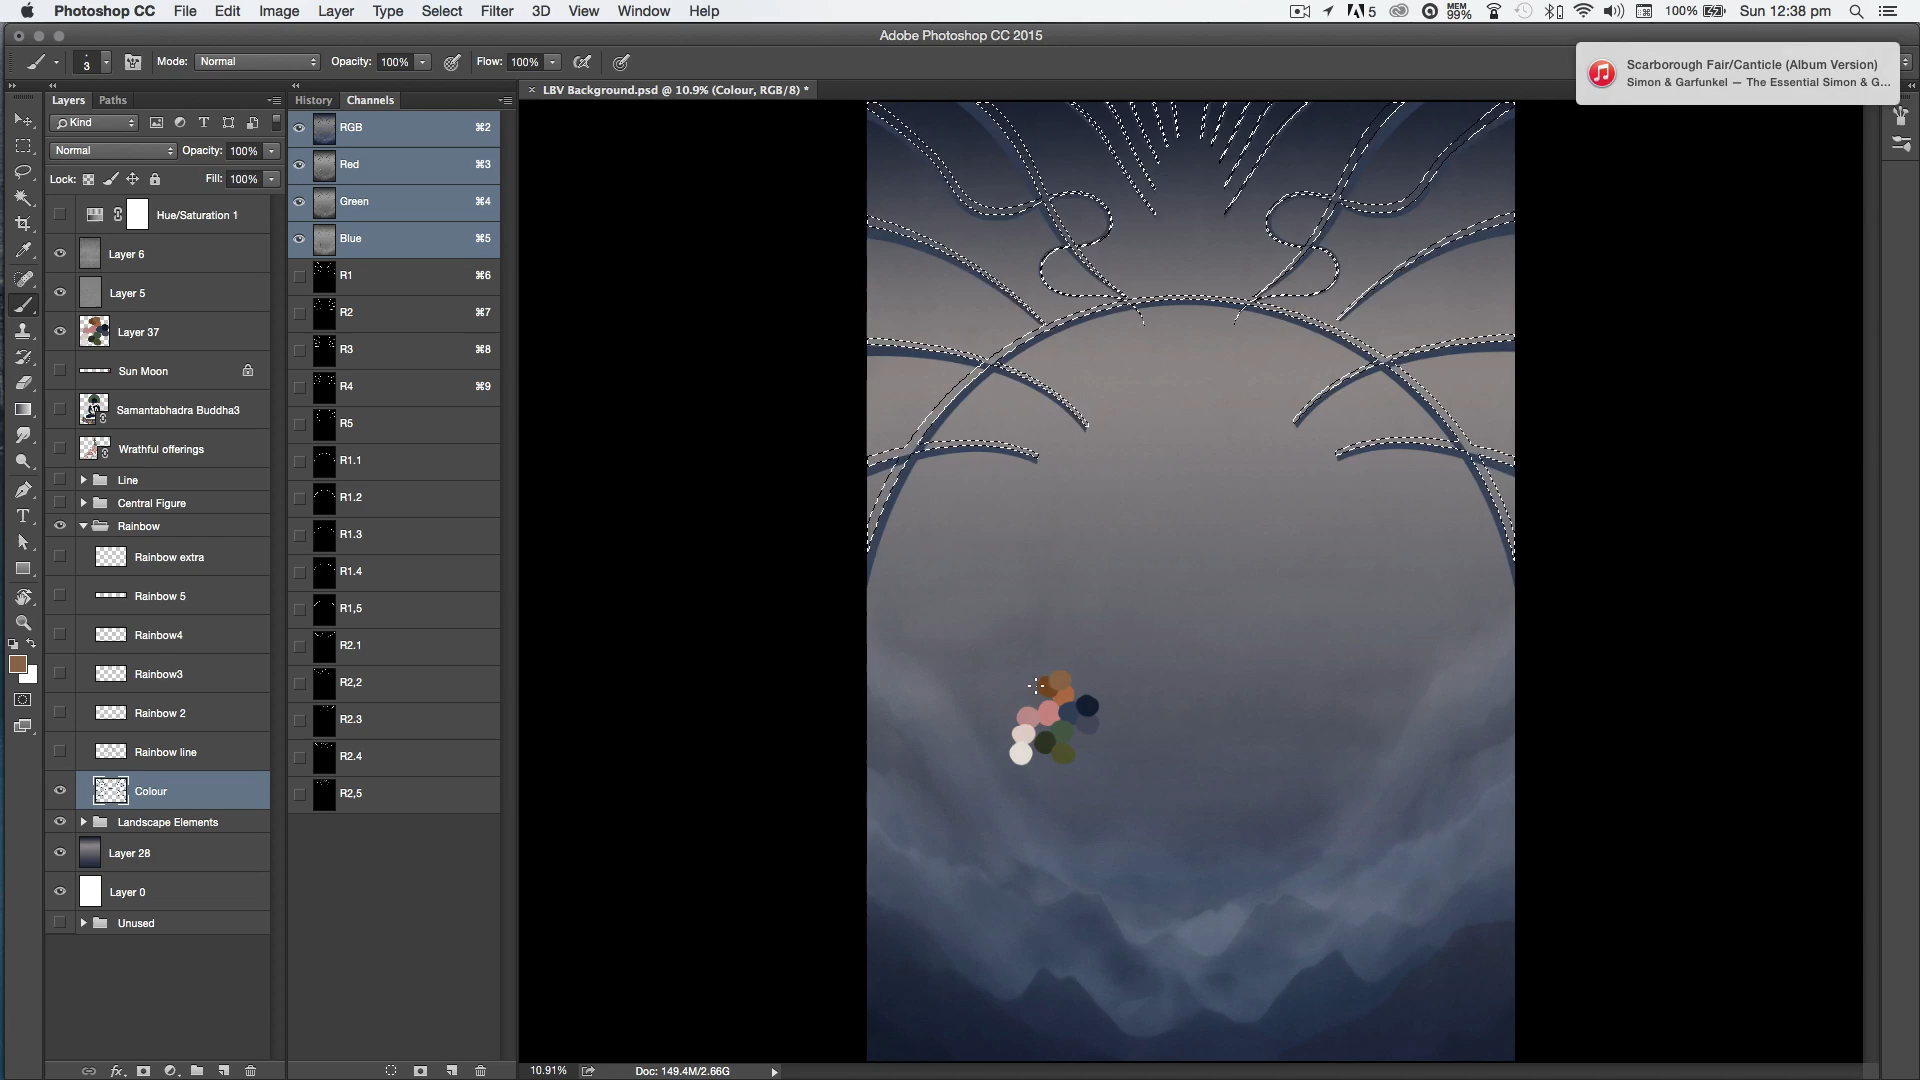 Photoshop CC File Edit Image Layer Type Select Filter 3D View Window Help 5 MEM 99% 100% Sun 12:38 pm
Adobe Photoshop CC 2015
3 Mode: Normal Opacity: 100% Flow: 100%
Scarborough Fair/Canticle (Album Version)
Simon & Garfunkel — The Essential Simon & G...
Layers Paths
History Channels
× LBV Background.psd @ 10.9% (Colour, RGB/8) *
Kind
Normal Opacity: 100%
Lock: Fill: 100%
Hue/Saturation 1
Layer 6
Layer 5
Layer 37
Sun Moon
Samantabhadra Buddha3
Wrathful offerings
Line
Central Figure
Rainbow
Rainbow extra
Rainbow 5
Rainbow4
Rainbow3
Rainbow 2
Rainbow line
Colour
Landscape Elements
Layer 28
Layer 0
Unused
fx
RGB ⌘2
Red ⌘3
Green ⌘4
Blue ⌘5
R1 ⌘6
R2 ⌘7
R3 ⌘8
R4 ⌘9
R5
R1.1
R1.2
R1.3
R1.4
R1,5
R2.1
R2,2
R2.3
R2.4
R2,5
10.91% Doc: 149.4M/2.66G